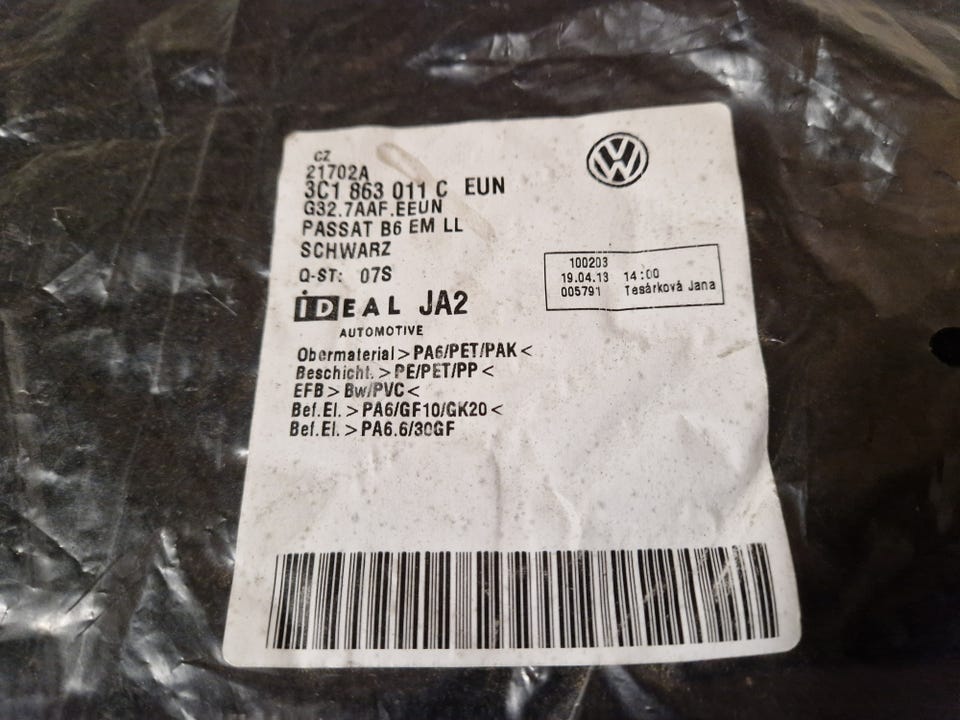 CZ
21702A
3C1 863 011 C EUN
G32.7AAF.EEUN
PASSAT B6 EM LL
SCHWARZ
Q-ST: 07S
IDEAL JA2
AUTOMOTIVE
VW
100203
19.04.13 14:00
005791 Tesárková Jana
Obermaterial > PA6/PET/PAK <
Beschicht. > PE/PET/PP <
EFB > Bw/PVC <
Bef.El. > PA6/GF10/GK20 <
Bef.El. > PA6.6/30GF